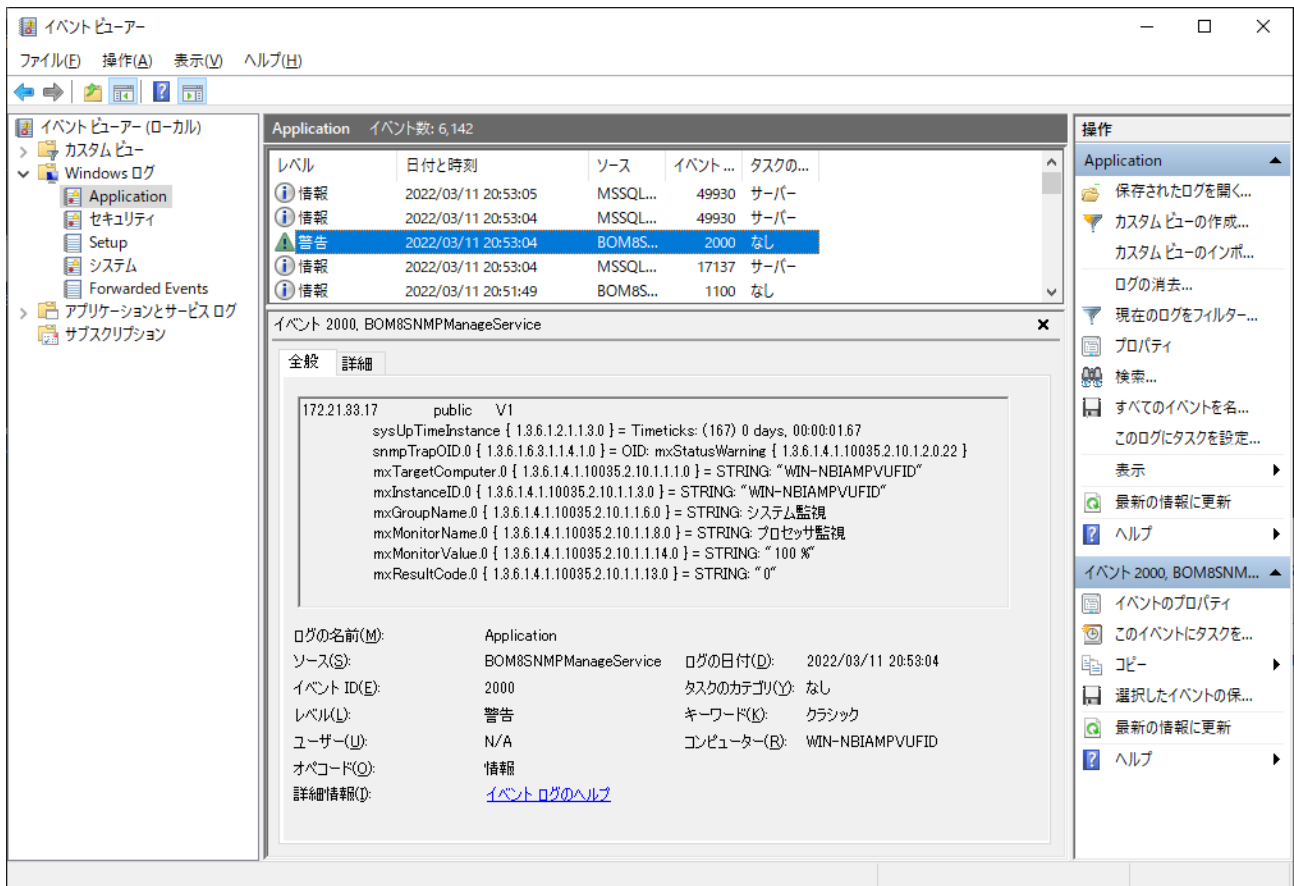 イベント ビューアー
ファイル(F) 操作(A) 表示(V) ヘルプ(H)
イベント ビューアー (ローカル)
カスタム ビュー
Windows ログ
Application
セキュリティ
Setup
システム
Forwarded Events
アプリケーションとサービス ログ
サブスクリプション
Application イベント数: 6,142
レベル 日付と時刻 ソース イベント ... タスクの...
情報 2022/03/11 20:53:05 MSSQL... 49930 サーバー
情報 2022/03/11 20:53:04 MSSQL... 49930 サーバー
警告 2022/03/11 20:53:04 BOM8S... 2000 なし
情報 2022/03/11 20:53:04 MSSQL... 17137 サーバー
情報 2022/03/11 20:51:49 BOM8S... 1100 なし
イベント 2000, BOM8SNMPManageService
全般 詳細
172.21.33.17 public V1
sysUpTimeInstance { 1.3.6.1.2.1.1.3.0 } = Timeticks: (167) 0 days, 00:00:01.67
snmpTrapOID.0 { 1.3.6.1.6.3.1.1.4.1.0 } = OID: mxStatusWarning { 1.3.6.1.4.1.10035.2.10.1.2.0.22 }
mxTargetComputer.0 { 1.3.6.1.4.1.10035.2.10.1.1.1.0 } = STRING: "WIN-NBIAMPVUFID"
mxInstanceID.0 { 1.3.6.1.4.1.10035.2.10.1.1.3.0 } = STRING: "WIN-NBIAMPVUFID"
mxGroupName.0 { 1.3.6.1.4.1.10035.2.10.1.1.6.0 } = STRING: システム監視
mxMonitorName.0 { 1.3.6.1.4.1.10035.2.10.1.1.8.0 } = STRING: プロセッサ監視
mxMonitorValue.0 { 1.3.6.1.4.1.10035.2.10.1.1.14.0 } = STRING: " 100 %"
mxResultCode.0 { 1.3.6.1.4.1.10035.2.10.1.1.13.0 } = STRING: " 0"
ログの名前(M): Application
ソース(S): BOM8SNMPManageService ログの日付(D): 2022/03/11 20:53:04
イベント ID(E): 2000 タスクのカテゴリ(Y): なし
レベル(L): 警告 キーワード(K): クラシック
ユーザー(U): N/A コンピューター(R): WIN-NBIAMPVUFID
オペコード(O): 情報
詳細情報(I): イベント ログのヘルプ
操作
Application
保存されたログを開く...
カスタム ビューの作成...
カスタム ビューのインポ...
ログの消去...
現在のログをフィルター...
プロパティ
検索...
すべてのイベントを名...
このログにタスクを設定...
表示
最新の情報に更新
ヘルプ
イベント 2000, BOM8SNM...
イベントのプロパティ
このイベントにタスクを...
コピー
選択したイベントの保...
最新の情報に更新
ヘルプ